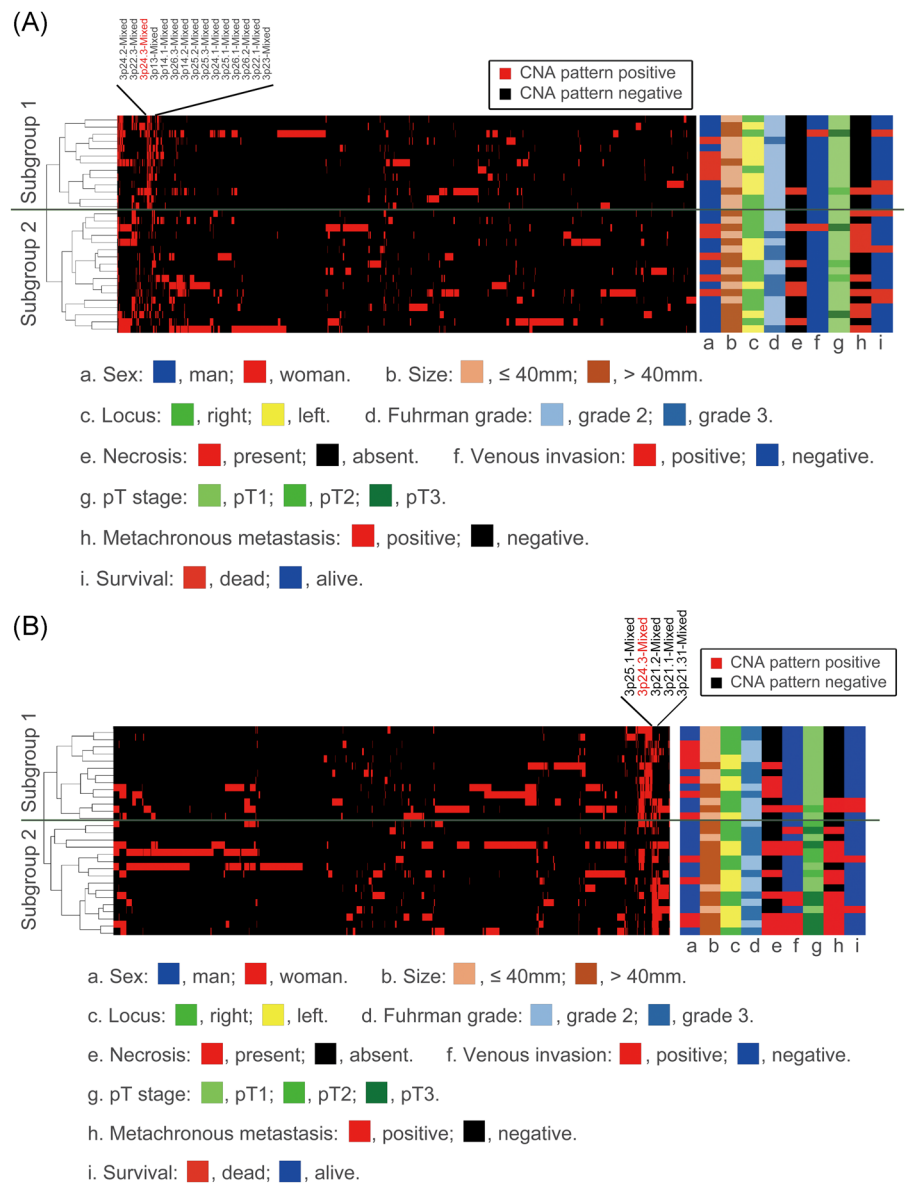 (A)
3p24.2-Mixed
3p22.3-Mixed
3p24.3-Mixed
3p13-Mixed
3p14.1-Mixed
3p26.3-Mixed
3p14.2-Mixed
3p25.2-Mixed
3p25.3-Mixed
3p24.1-Mixed
3p25.1-Mixed
3p26.1-Mixed
3p26.2-Mixed
3p22.1-Mixed
3p23-Mixed
CNA pattern positive
CNA pattern negative
Subgroup 1
Subgroup 2
a b c d e f g h i
a. Sex: , man; , woman. b. Size: , ≤ 40mm; , > 40mm.
c. Locus: , right; , left. d. Fuhrman grade: , grade 2; , grade 3.
e. Necrosis: , present; , absent. f. Venous invasion: , positive; , negative.
g. pT stage: , pT1; , pT2; , pT3.
h. Metachronous metastasis: , positive; , negative.
i. Survival: , dead; , alive.
(B)
3p25.1-Mixed
3p24.3-Mixed
3p21.2-Mixed
3p21.1-Mixed
3p21.31-Mixed
CNA pattern positive
CNA pattern negative
Subgroup 1
Subgroup 2
a b c d e f g h i
a. Sex: , man; , woman. b. Size: , ≤ 40mm; , > 40mm.
c. Locus: , right; , left. d. Fuhrman grade: , grade 2; , grade 3.
e. Necrosis: , present; , absent. f. Venous invasion: , positive; , negative.
g. pT stage: , pT1; , pT2; , pT3.
h. Metachronous metastasis: , positive; , negative.
i. Survival: , dead; , alive.